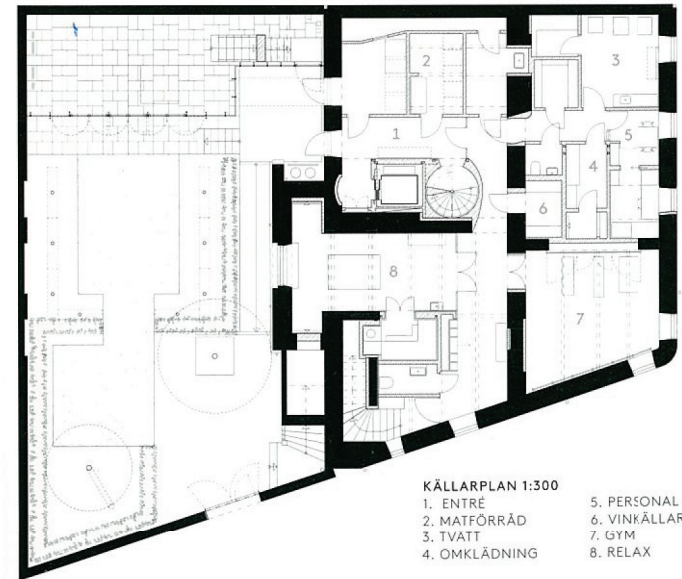 3
2
5
1
4
6
8
7
KÄLLARPLAN 1:300
1. ENTRÉ
2. MATFÖRRÅD
3. TVÄTT
4. OMKLÄDNING
5. PERSONAL
6. VINKÄLLAR
7. GYM
8. RELAX